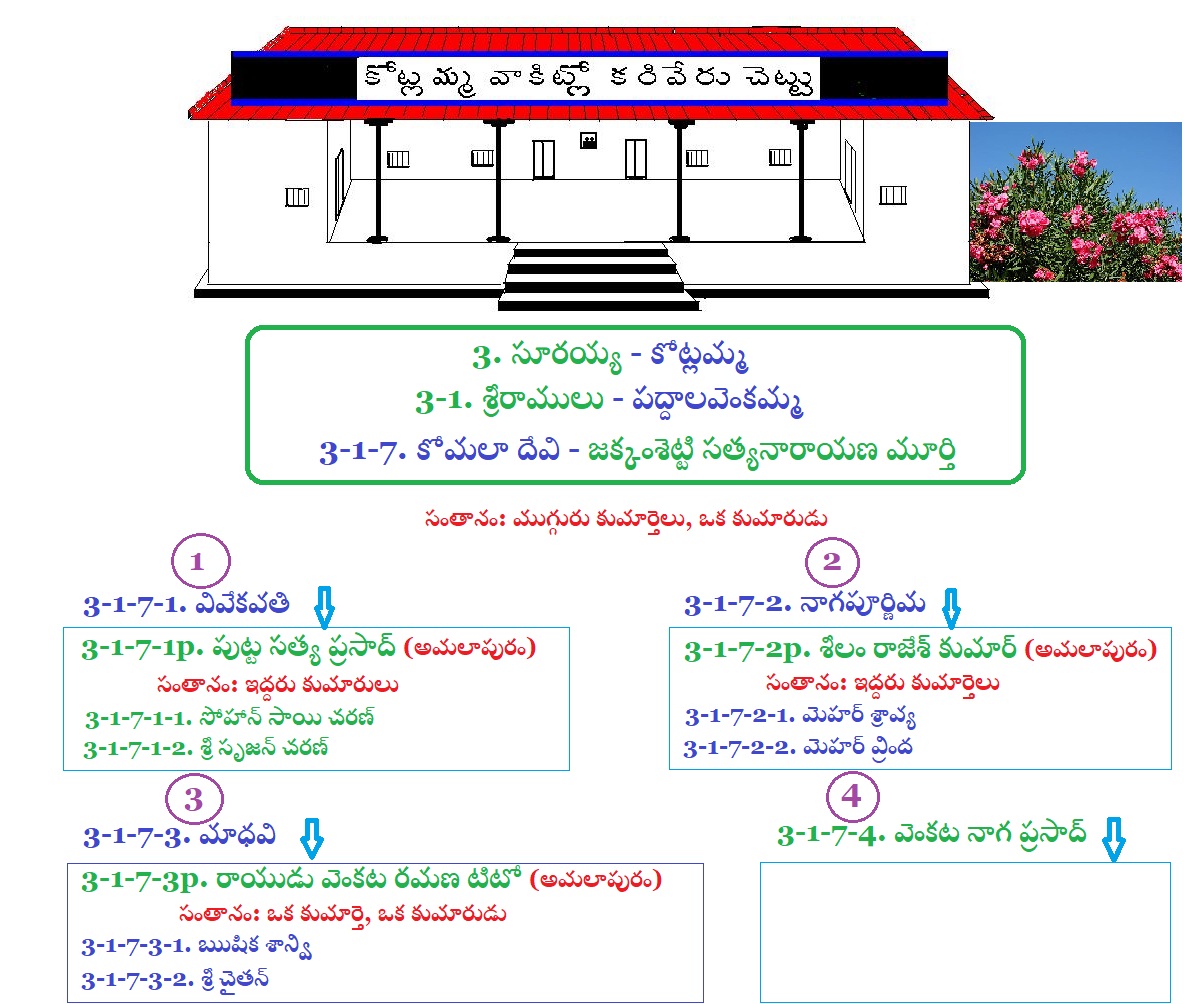 కోట్లమ్మ వాకిట్లో కరివేరు చెట్టు
3. సూరయ్య - కోట్లమ్మ
3-1. శ్రీరాములు - పద్దాలవెంకమ్మ
3-1-7. కోమలా దేవి - జక్కంశెట్టి సత్యనారాయణ మూర్తి
సంతానం: ముగ్గురు కుమార్తెలు, ఒక కుమారుడు
1
3-1-7-1. వివేకవతి
3-1-7-1p. పుట్ట సత్య ప్రసాద్ (అమలాపురం)
సంతానం: ఇద్దరు కుమారులు
3-1-7-1-1. సోహాన్ సాయి చరణ్
3-1-7-1-2. శ్రీ సృజన్ చరణ్
2
3-1-7-2. నాగపూర్ణిమ
3-1-7-2p. శీలం రాజేశ్ కుమార్ (అమలాపురం)
సంతానం: ఇద్దరు కుమార్తెలు
3-1-7-2-1. మెహర్ శ్రావ్య
3-1-7-2-2. మెహర్ వ్రింద
3
3-1-7-3. మాధవి
3-1-7-3p. రాయుడు వెంకట రమణ టిటో (అమలాపురం)
సంతానం: ఒక కుమార్తె, ఒక కుమారుడు
3-1-7-3-1. ఋషిక శాన్వి
3-1-7-3-2. శ్రీ చైతన్
4
3-1-7-4. వెంకట నాగ ప్రసాద్